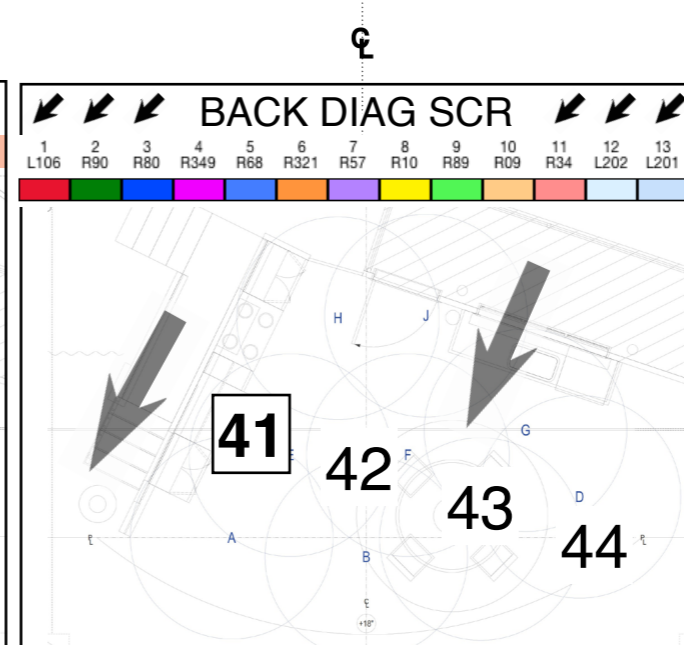 ℄
BACK DIAG SCR
1 2 3 4 5 6 7 8 9 10 11 12 13
L106 R90 R80 R349 R68 R321 R57 R10 R89 R09 R34 L202 L201
H J
G
41 E 42 F
D
43
A
44
B
℄
+18"